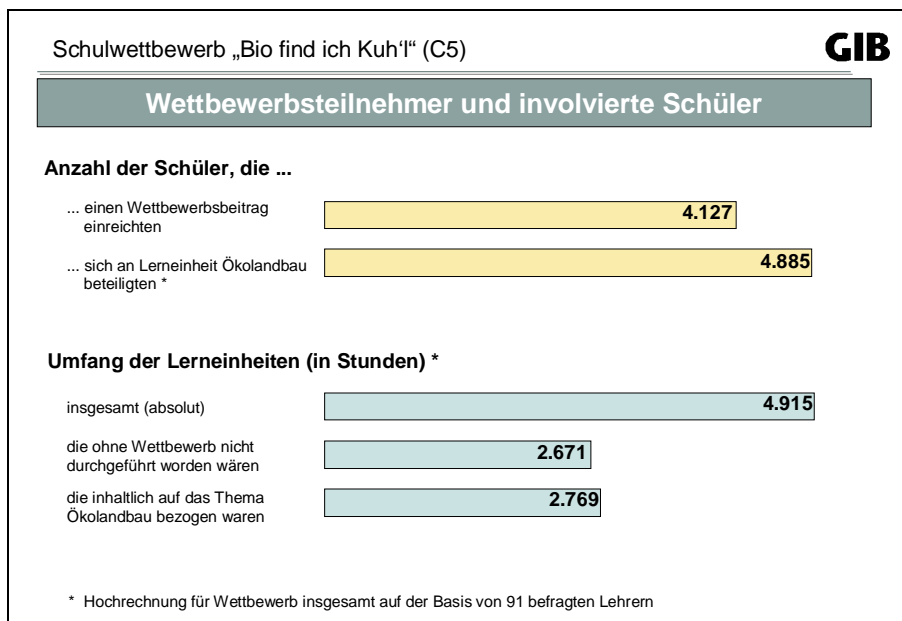 Schulwettbewerb „Bio find ich Kuh‘l“ (C5)
GIB
Wettbewerbsteilnehmer und involvierte Schüler
Anzahl der Schüler, die ...
... einen Wettbewerbsbeitrag
einreichten
4.127
... sich an Lerneinheit Ökolandbau
beteiligten *
4.885
Umfang der Lerneinheiten (in Stunden) *
insgesamt (absolut)
4.915
die ohne Wettbewerb nicht
durchgeführt worden wären
2.671
die inhaltlich auf das Thema
Ökolandbau bezogen waren
2.769
* Hochrechnung für Wettbewerb insgesamt auf der Basis von 91 befragten Lehrern